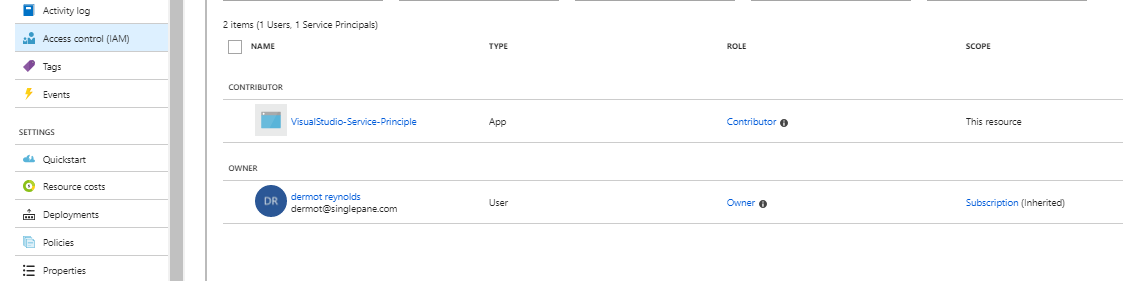 Activity log
Access control (IAM)
Tags
Events
SETTINGS
Quickstart
Resource costs
Deployments
Policies
Properties
2 items (1 Users, 1 Service Principals)
NAME TYPE ROLE SCOPE
CONTRIBUTOR
VisualStudio-Service-Principle App Contributor This resource
OWNER
DR dermot reynolds User Owner Subscription (Inherited)
dermot@singlepane.com